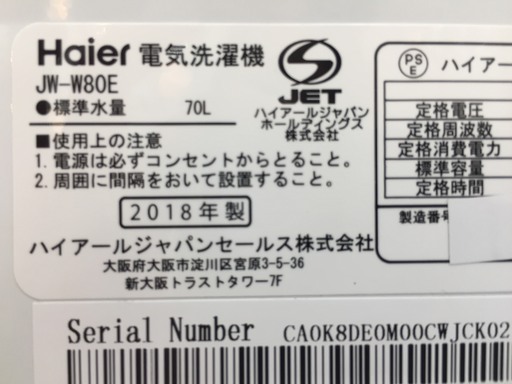 Haier 電気洗濯機
JW-W80E
●標準水量 70L
■使用上の注意
1. 電源は必ずコンセントからとること。
2. 周囲に間隔をおいて設置すること。
2018年製
ハイアールジャパンセールス株式会社
大阪府大阪市淀川区宮原3-5-36
新大阪トラストタワー7F
S
JET
ハイアールジャパン
ホールディングス
株式会社
PS
E
ハイアー
定格電圧
定格周波数
定格消費電力
標準容量
定格時間
製造番号
Serial Number CA0K8DE0M00CWJCK02